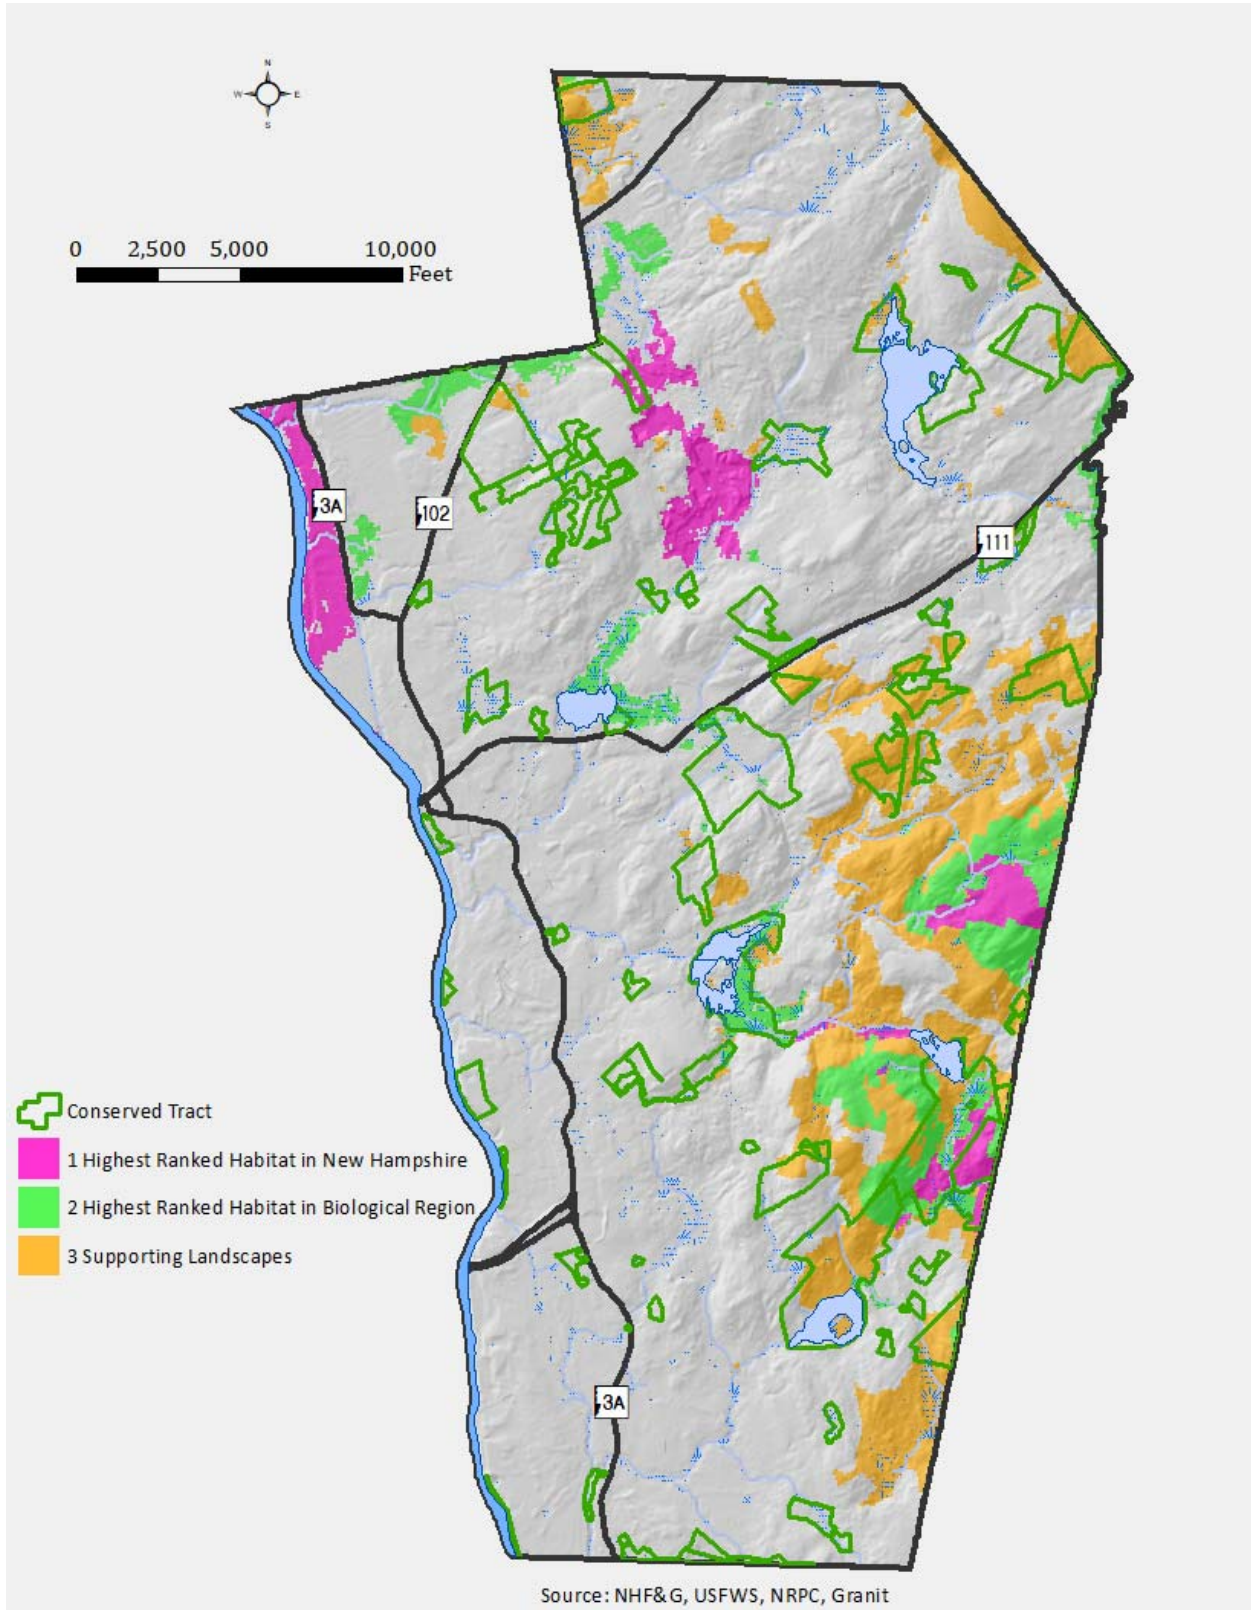 N
W E
S
0 2,500 5,000 10,000
Feet
3A
102
111
Conserved Tract
1 Highest Ranked Habitat in New Hampshire
2 Highest Ranked Habitat in Biological Region
3 Supporting Landscapes
3A
Source: NHF&G, USFWS, NRPC, Granit